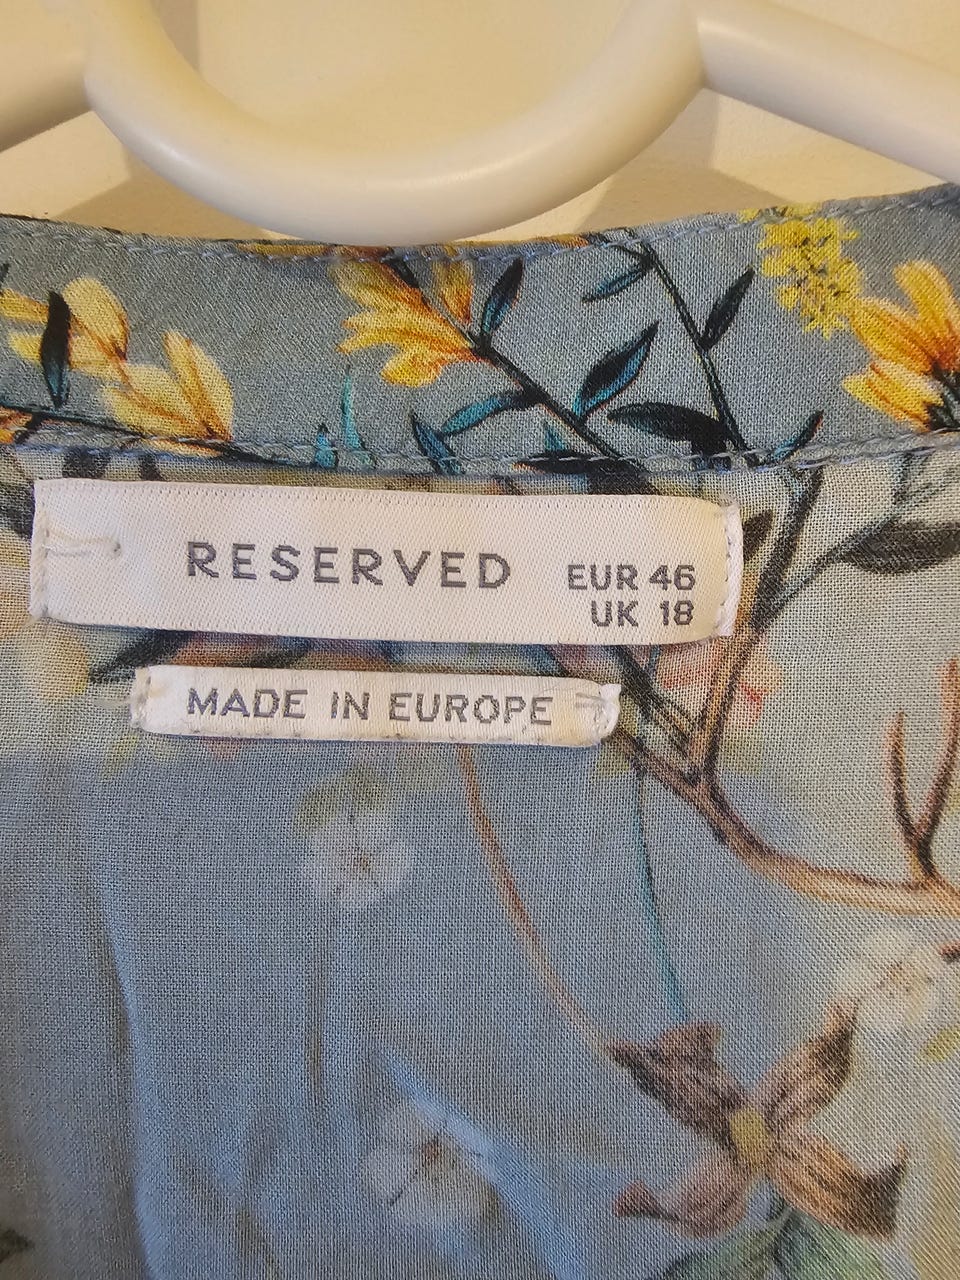 RESERVED
EUR 46
UK 18
MADE IN EUROPE